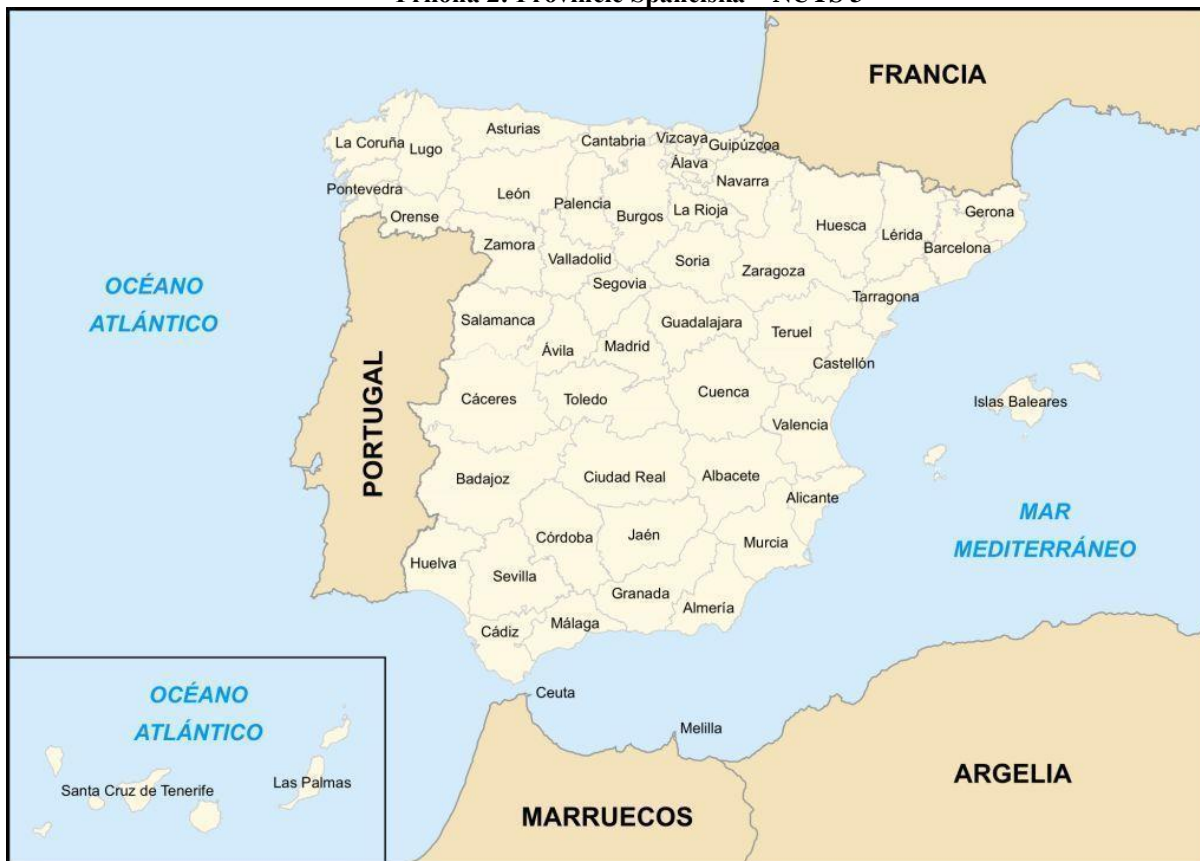 FRANCIA
La Coruña
Lugo
Asturias
Cantabria
Vizcaya
Guipúzcoa
Álava
Navarra
Pontevedra
Orense
León
Palencia
Burgos
La Rioja
Huesca
Lérida
Gerona
Barcelona
Zamora
Valladolid
Soria
Zaragoza
Segovia
Tarragona
OCÉANO
ATLÁNTICO
Salamanca
Ávila
Madrid
Guadalajara
Teruel
Castellón
PORTUGAL
Cáceres
Toledo
Cuenca
Valencia
Islas Baleares
Badajoz
Ciudad Real
Albacete
Alicante
MAR
MEDITERRÁNEO
Huelva
Sevilla
Córdoba
Jaén
Murcia
Granada
Almería
Cádiz
Málaga
Ceuta
Melilla
OCÉANO
ATLÁNTICO
Santa Cruz de Tenerife
Las Palmas
MARRUECOS
ARGELIA